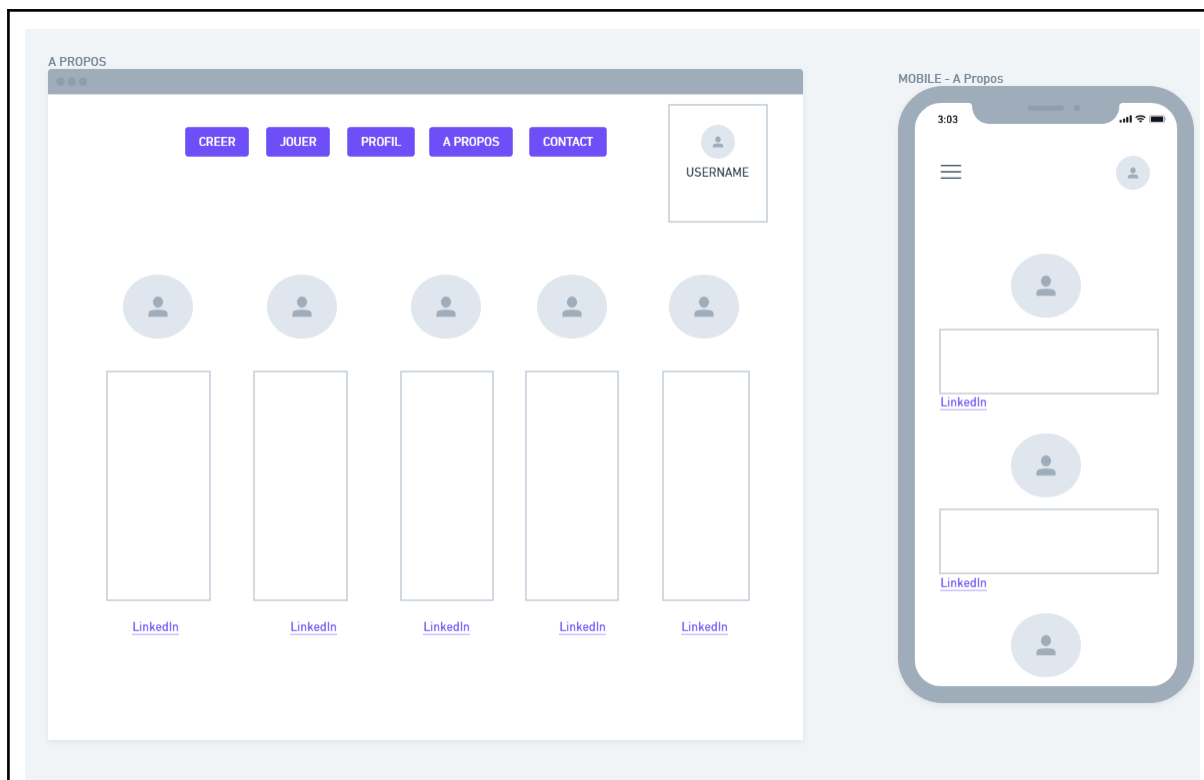 A PROPOS
CREER JOUER PROFIL A PROPOS CONTACT
USERNAME
LinkedIn LinkedIn LinkedIn LinkedIn LinkedIn
MOBILE - A Propos
3:03
LinkedIn
LinkedIn